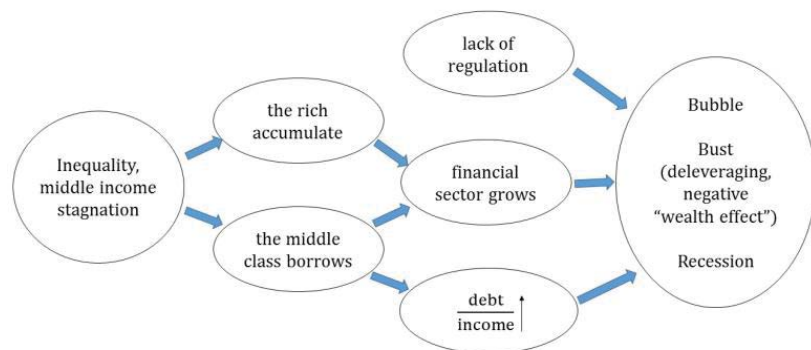 Inequality,
middle income
stagnation
the rich
accumulate
the middle
class borrows
lack of
regulation
financial
sector grows
debt
income
Bubble
Bust
(deleveraging,
negative
“wealth effect”)
Recession